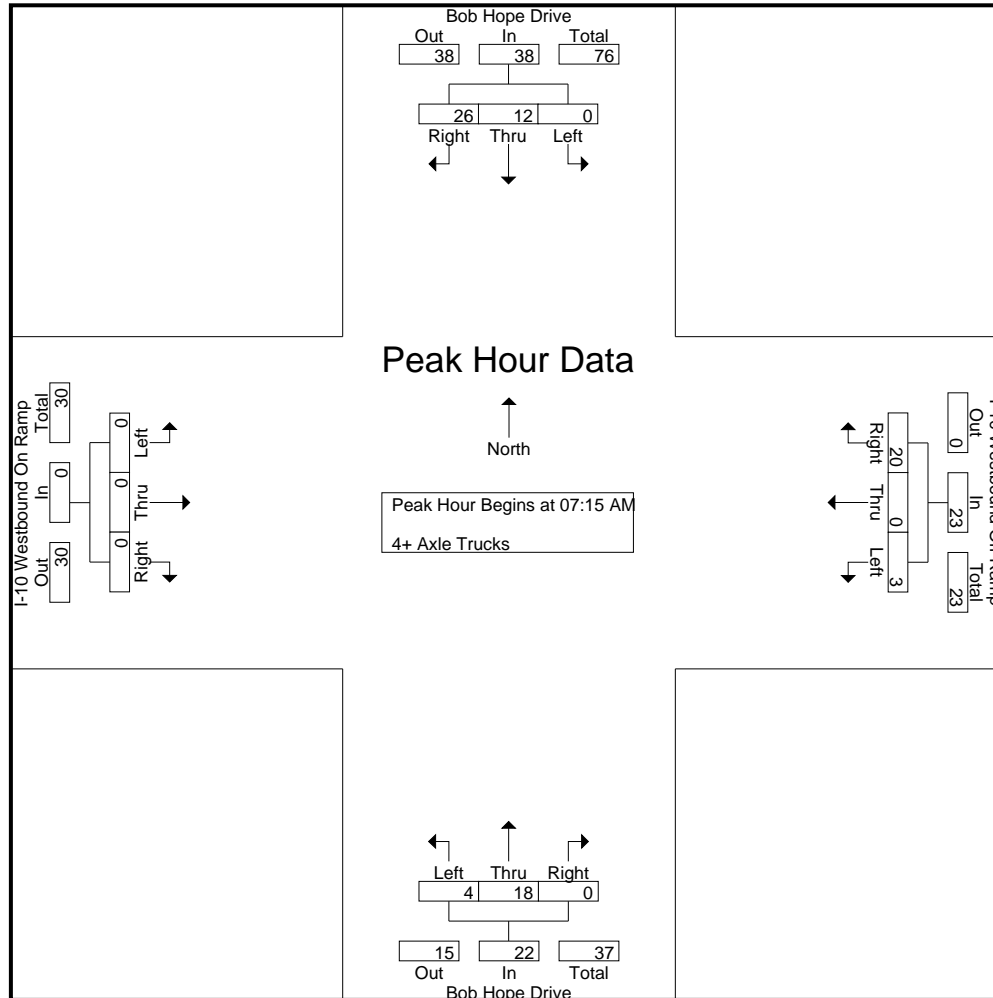 Bob Hope Drive
Out In Total
38 38 76
26 12 0
Right Thru Left
Peak Hour Data
North
Peak Hour Begins at 07:15 AM
4+ Axle Trucks
I-10 Westbound On Ramp
Total In Out
30 0 30
0 0 0
Left Thru Right
Right Thru Left
20 0 3
Out In Total
0 23 23
Westbound
Left Thru Right
4 18 0
15 22 37
Out In Total
Bob Hope Drive